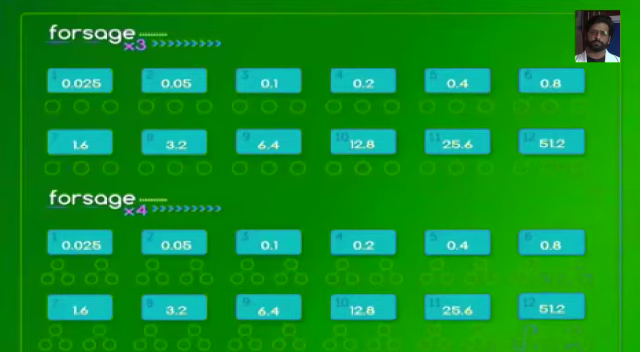 forsage
x3 >>>>>>>>>
1 0.025 2 0.05 3 0.1 4 0.2 5 0.4 6 0.8
7 1.6 8 3.2 9 6.4 10 12.8 11 25.6 12 51.2
forsage
x4 >>>>>>>>>
1 0.025 2 0.05 3 0.1 4 0.2 5 0.4 6 0.8
7 1.6 8 3.2 9 6.4 10 12.8 11 25.6 12 51.2